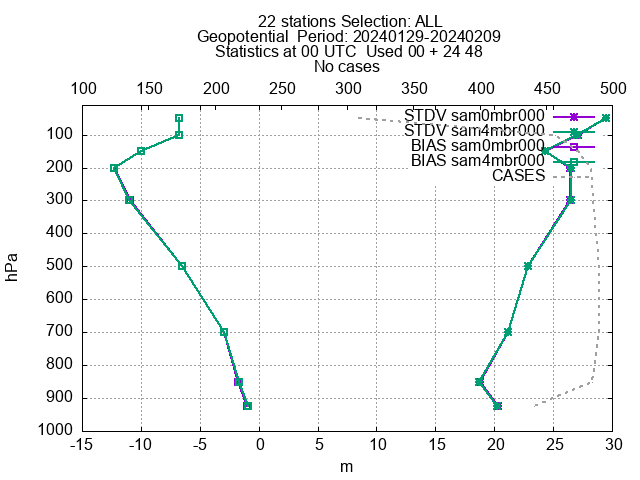 22 stations Selection: ALL
Geopotential  Period: 20240129-20240209
Statistics at 00 UTC  Used 00 + 24 48
No cases
100 150 200 250 300 350 400 450 500
STDV sam0mbr000
STDV sam4mbr000
BIAS sam0mbr000
BIAS sam4mbr000
CASES
100
200
300
400
500
600
700
800
900
1000
hPa
-15 -10 -5 0 5 10 15 20 25 30
m